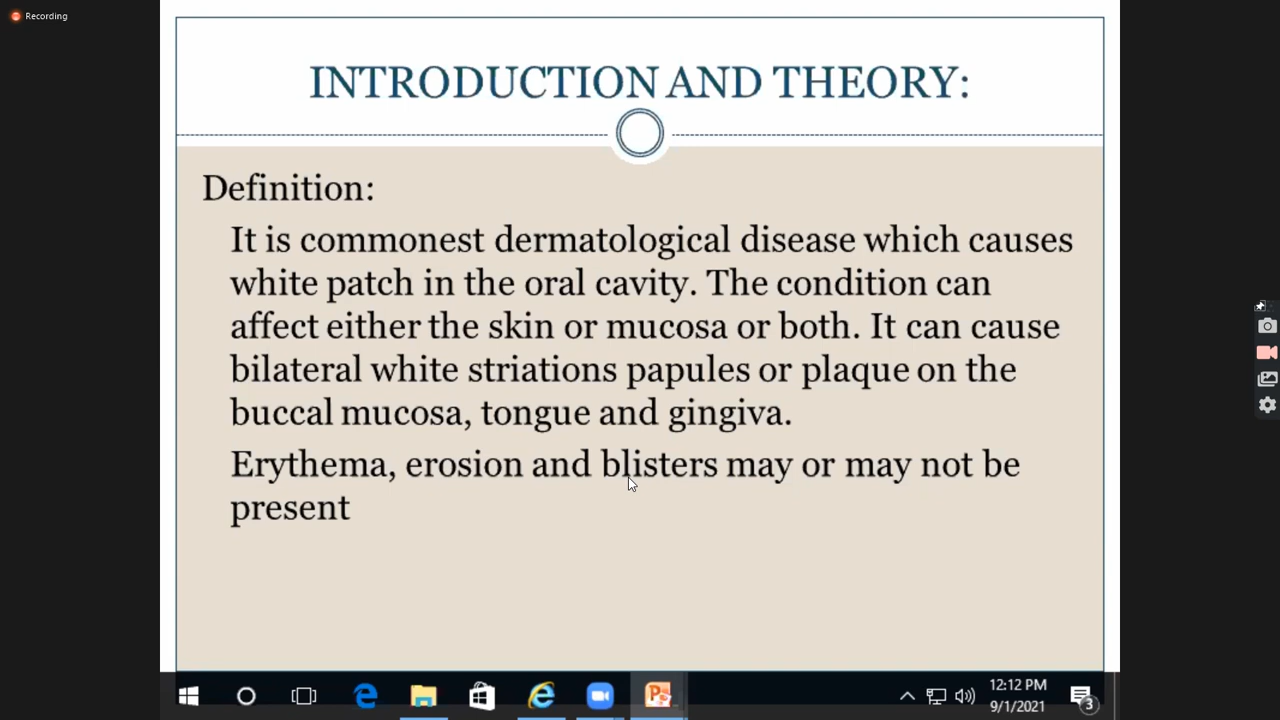 Recording
INTRODUCTION AND THEORY:
Definition:
It is commonest dermatological disease which causes
white patch in the oral cavity. The condition can
affect either the skin or mucosa or both. It can cause
bilateral white striations papules or plaque on the
buccal mucosa, tongue and gingiva.
Erythema, erosion and blisters may or may not be
present
12:12 PM
9/1/2021
3